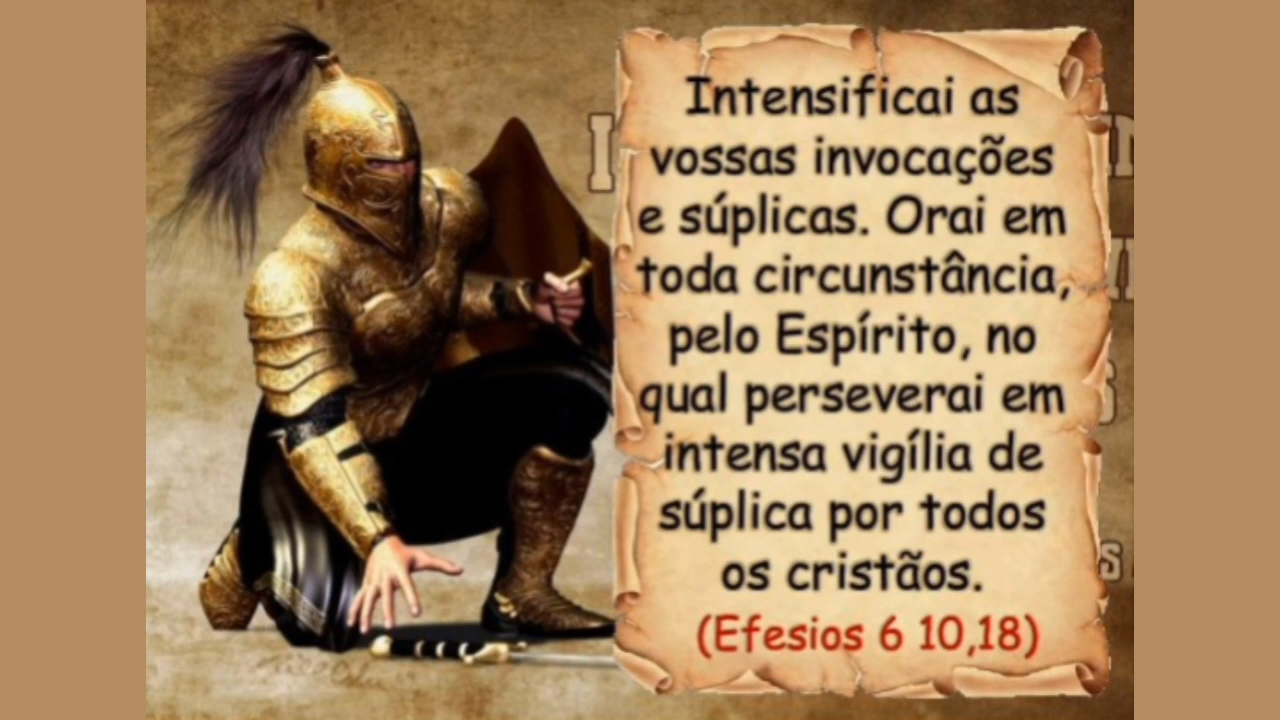 Intensificai as
vossas invocações
e súplicas. Orai em
toda circunstância,
pelo Espírito, no
qual perseverai em
intensa vigília de
súplica por todos
os cristãos.
(Efesios 6 10,18)